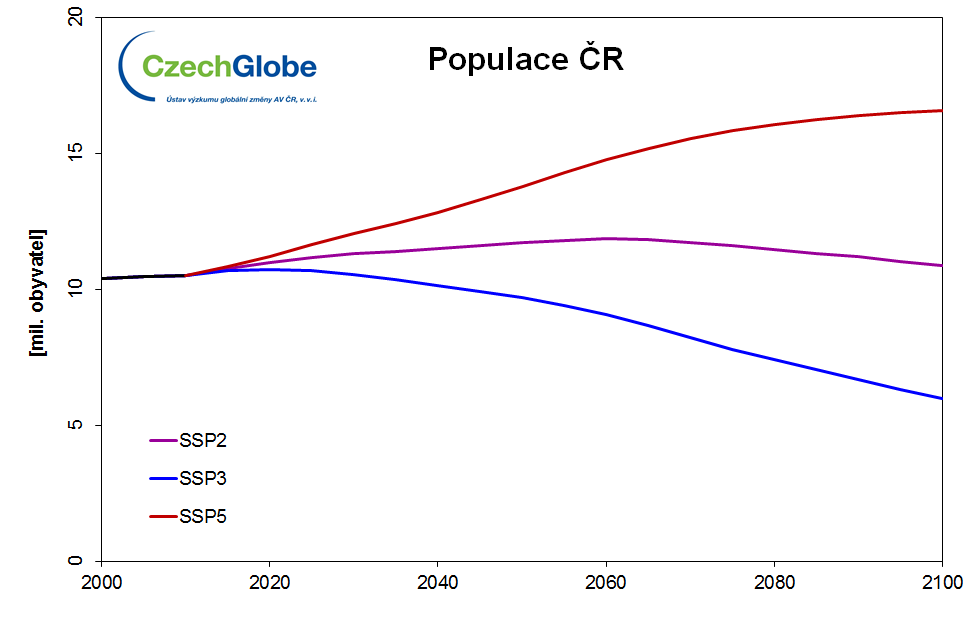 20
Populace ČR
CzechGlobe
Ústav výzkumu globální změny AV ČR, v.v.i.
15
[mil. obyvatel]
10
5
SSP2
SSP3
SSP5
0
2000 2020 2040 2060 2080 2100